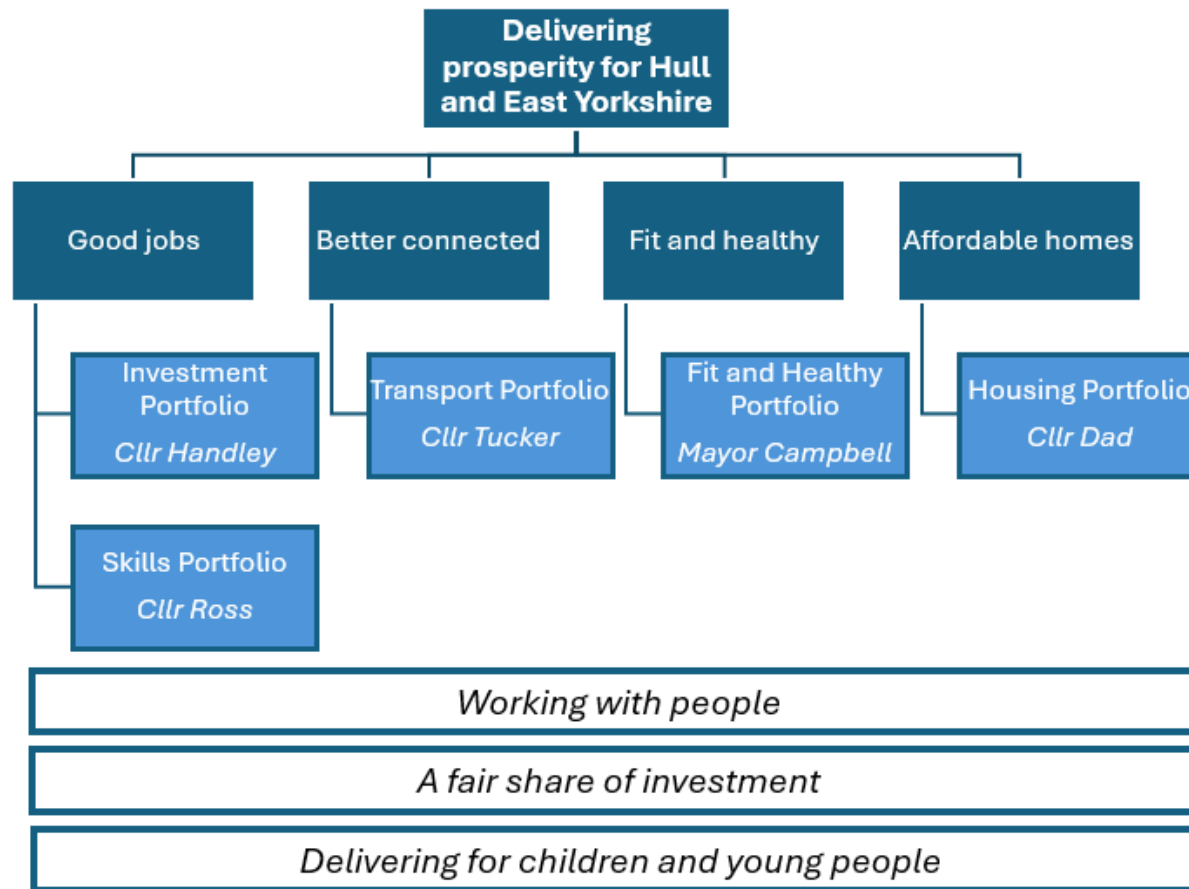 Delivering
prosperity for Hull
and East Yorkshire
Good jobs
Better connected
Fit and healthy
Affordable homes
Investment
Portfolio
Cllr Handley
Transport Portfolio
Cllr Tucker
Fit and Healthy
Portfolio
Mayor Campbell
Housing Portfolio
Cllr Dad
Skills Portfolio
Cllr Ross
Working with people
A fair share of investment
Delivering for children and young people